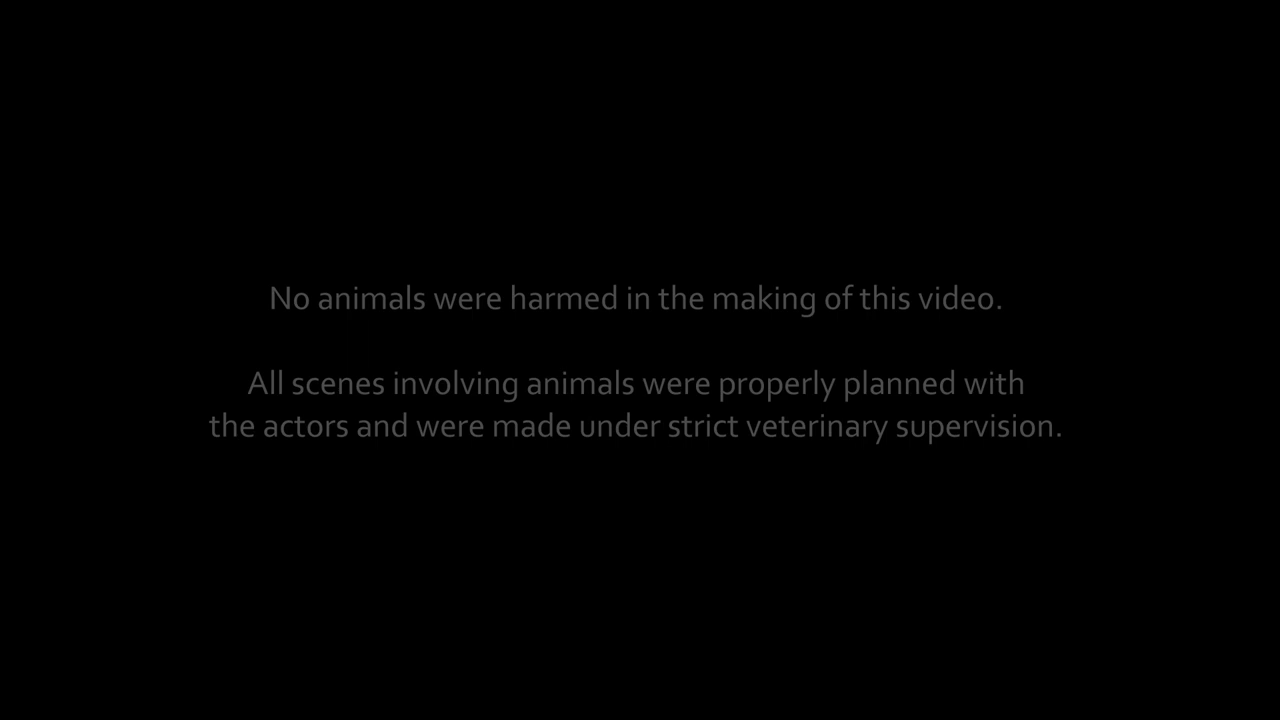 No animals were harmed in the making of this video.
All scenes involving animals were properly planned with
the actors and were made under strict veterinary supervision.